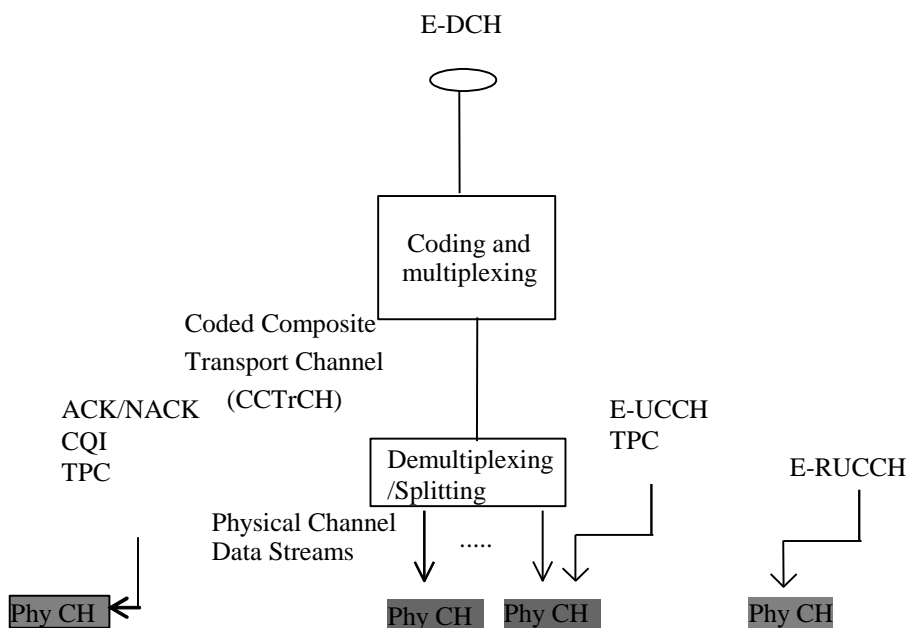 E-DCH
Coding and
multiplexing
Coded Composite
Transport Channel
(CCTrCH)
ACK/NACK
CQI
TPC
E-UCCH
TPC
Demultiplexing
/Splitting
E-RUCCH
Physical Channel
Data Streams
.....
Phy CH
Phy CH
Phy CH
Phy CH